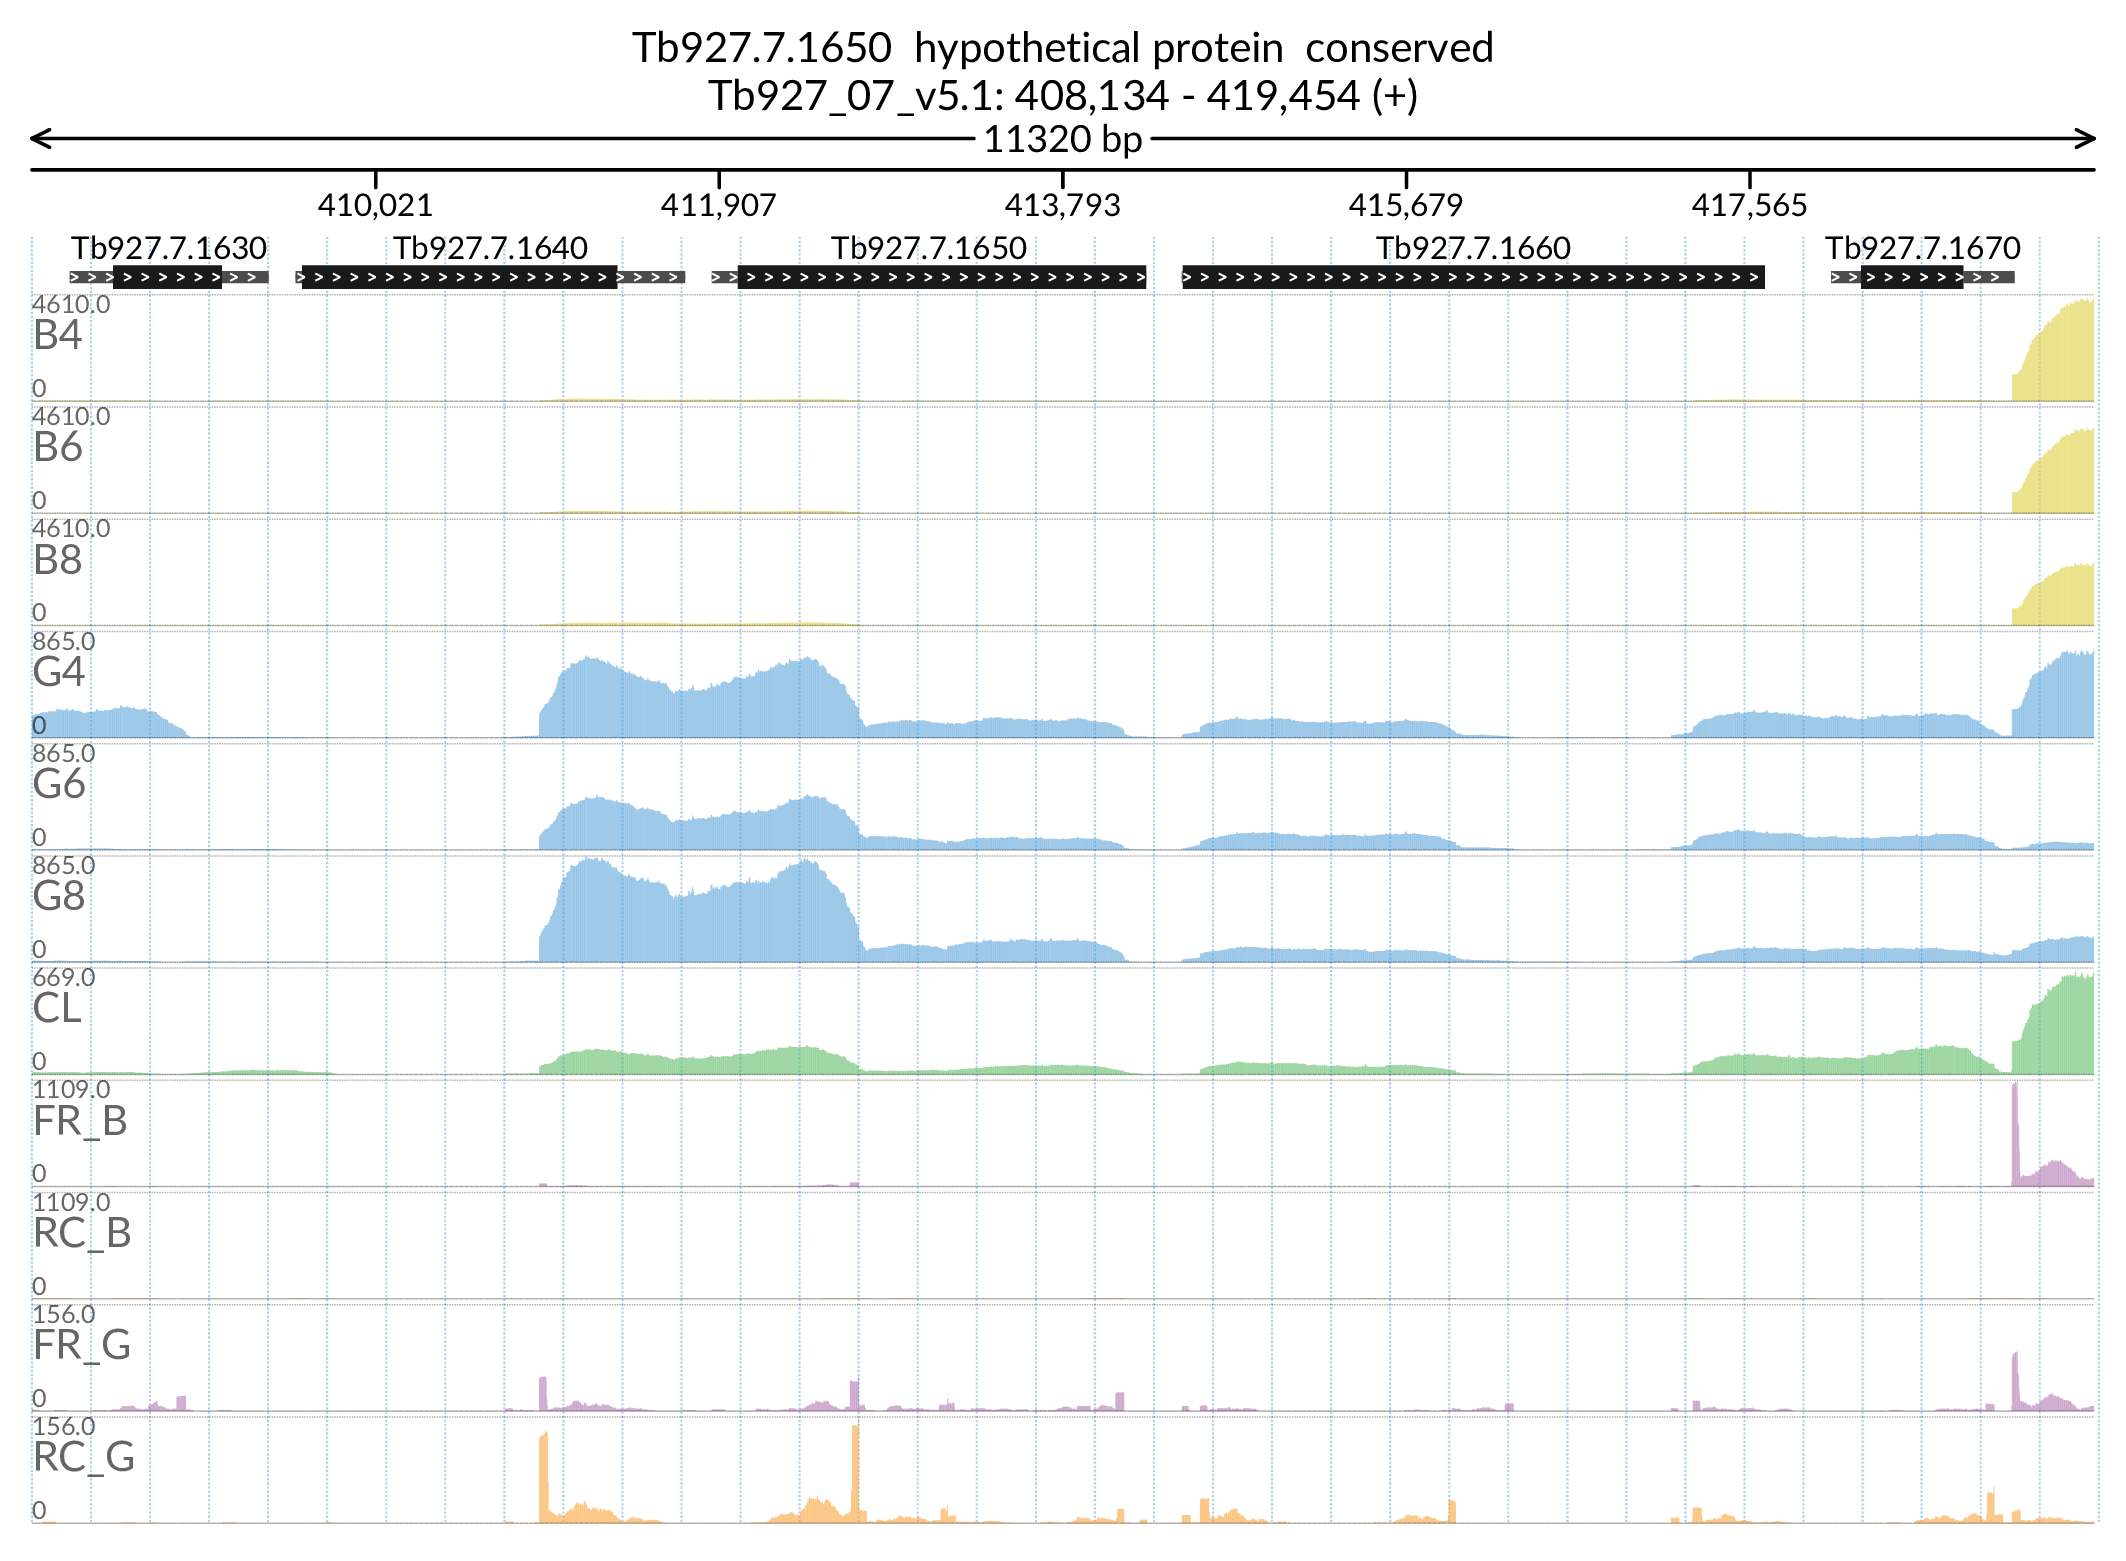 Tb927.7.1650  hypothetical protein  conserved
Tb927_07_v5.1: 408,134 - 419,454 (+)
11320 bp
410,021 411,907 413,793 415,679 417,565
Tb927.7.1630 Tb927.7.1640 Tb927.7.1650 Tb927.7.1660 Tb927.7.1670
4610.0
B4
0
4610.0
B6
0
4610.0
B8
0
865.0
G4
0
865.0
G6
0
865.0
G8
0
669.0
CL
0
1109.0
FR_B
0
1109.0
RC_B
0
156.0
FR_G
0
156.0
RC_G
0